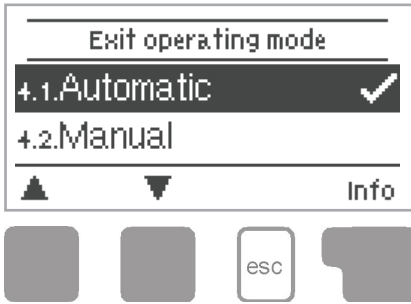 Exit operating mode
4.1.Automatic
4.2.Manual
Info
esc